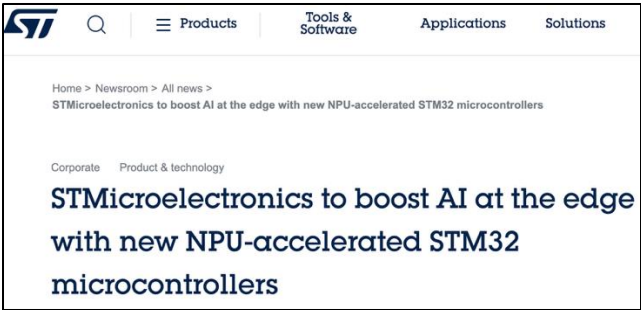 ST
Products
Tools & Software
Applications
Solutions
Home > Newsroom > All news >
STMicroelectronics to boost AI at the edge with new NPU-accelerated STM32 microcontrollers
Corporate Product & technology
STMicroelectronics to boost AI at the edge
with new NPU-accelerated STM32
microcontrollers